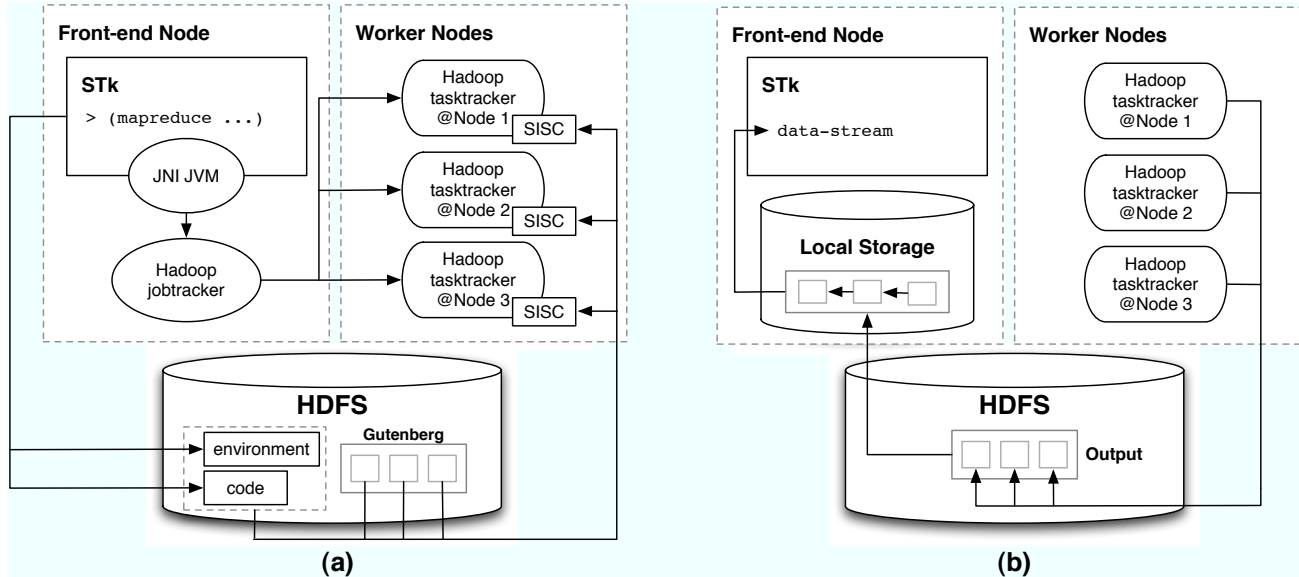 Front-end Node
STk
> (mapreduce ...)
JNI JVM
Hadoop
jobtracker
Worker Nodes
Hadoop
tasktracker
@Node 1
SISC
Hadoop
tasktracker
@Node 2
SISC
Hadoop
tasktracker
@Node 3
SISC
HDFS
environment
code
Gutenberg
(a)
Front-end Node
STk
data-stream
Local Storage
Worker Nodes
Hadoop
tasktracker
@Node 1
Hadoop
tasktracker
@Node 2
Hadoop
tasktracker
@Node 3
HDFS
Output
(b)